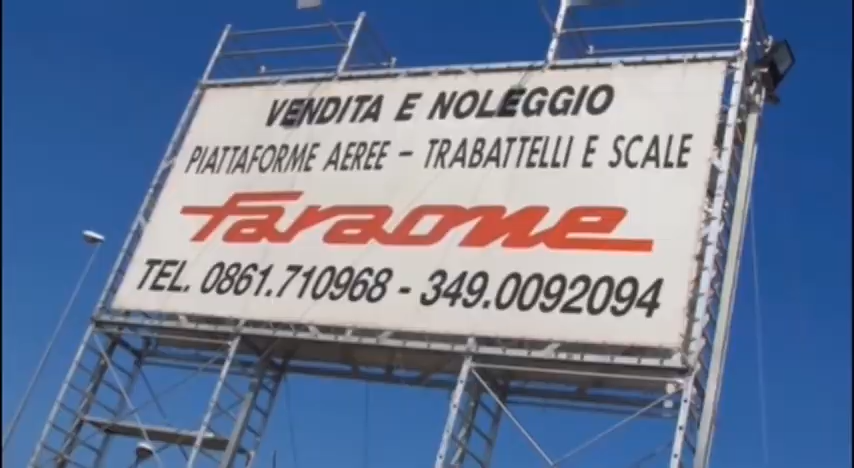 VENDITA E NOLEGGIO
PIATTAFORME AEREE - TRABATTELLI E SCALE
Faraone
TEL. 0861.710968 - 349.0092094